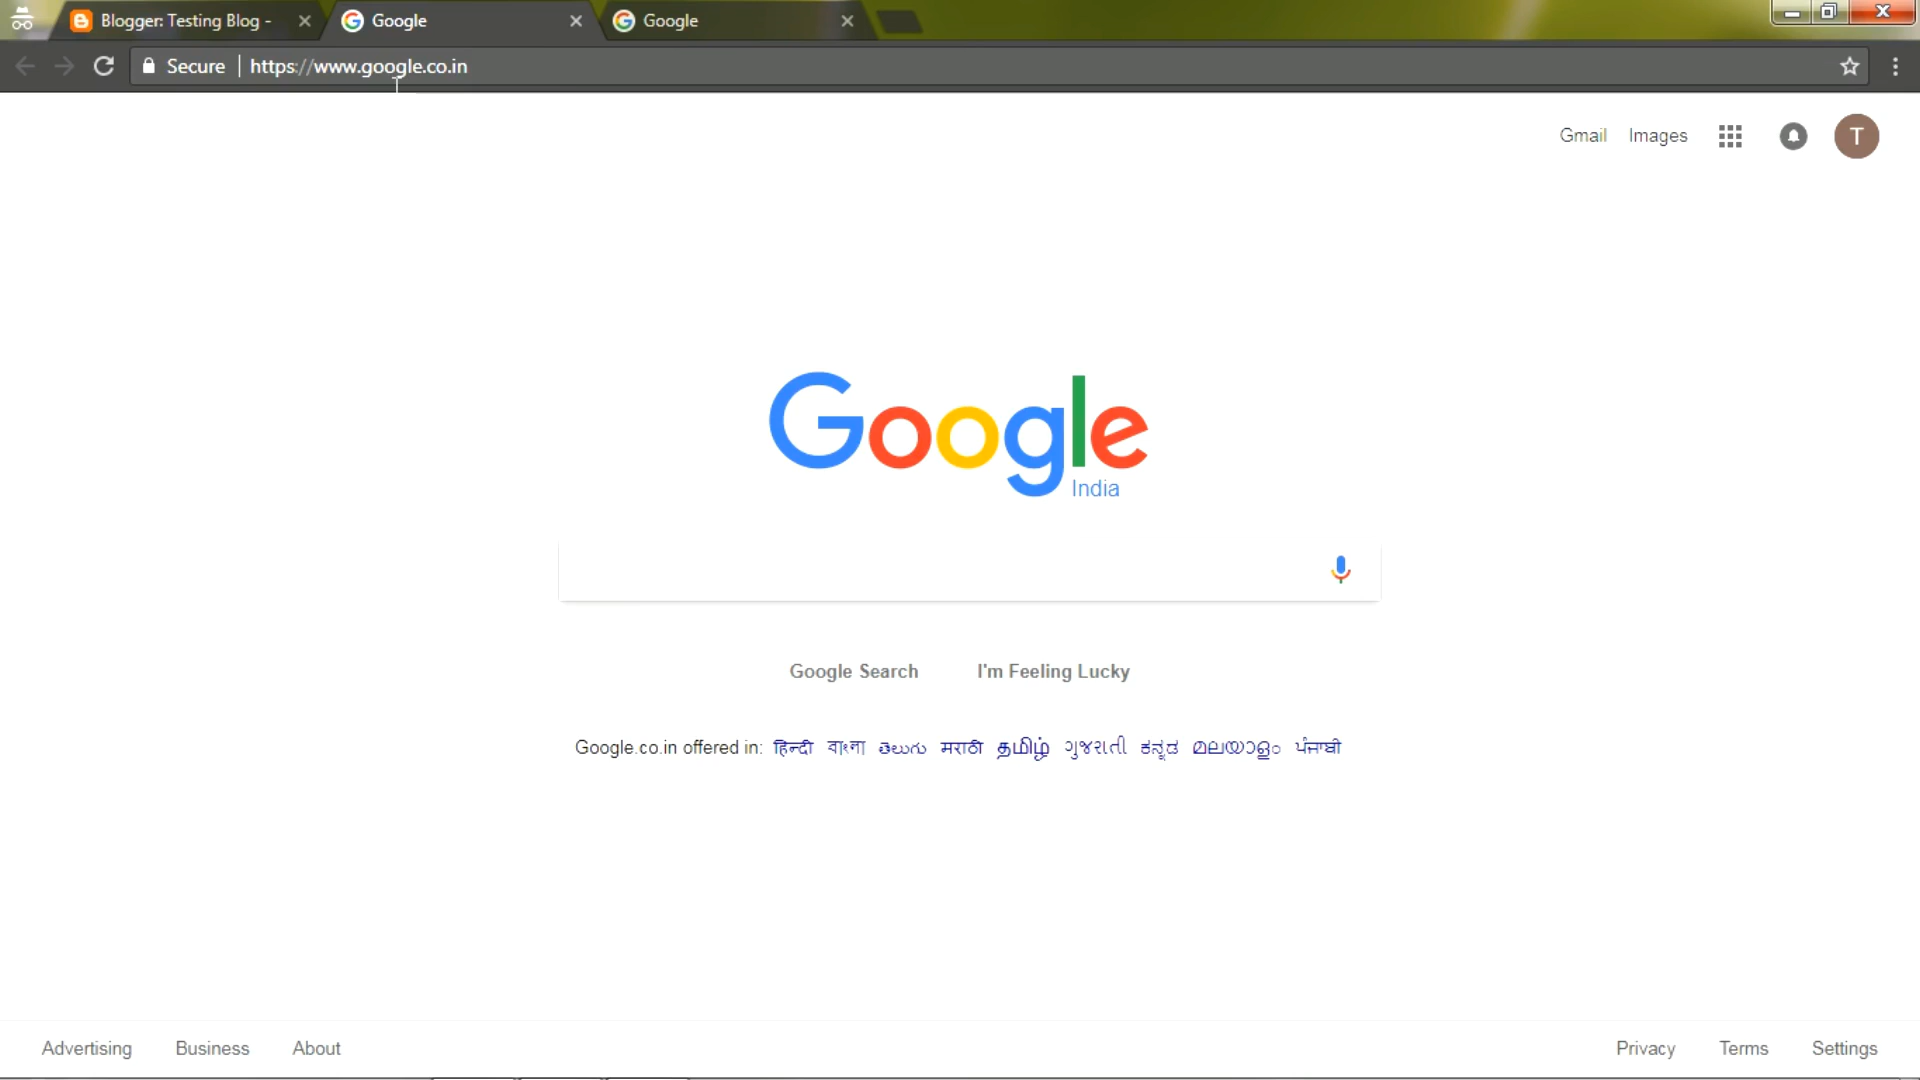 Blogger: Testing Blog - Google Google
Secure https://www.google.co.in
Gmail Images T
Google
India
Google Search I'm Feeling Lucky
Google.co.in offered in: हिन्दी বাংলা తెలుగు मराठी தமிழ் ગુજરાતી ಕನ್ನಡ മലയാളം ਪੰਜਾਬੀ
Advertising Business About Privacy Terms Settings